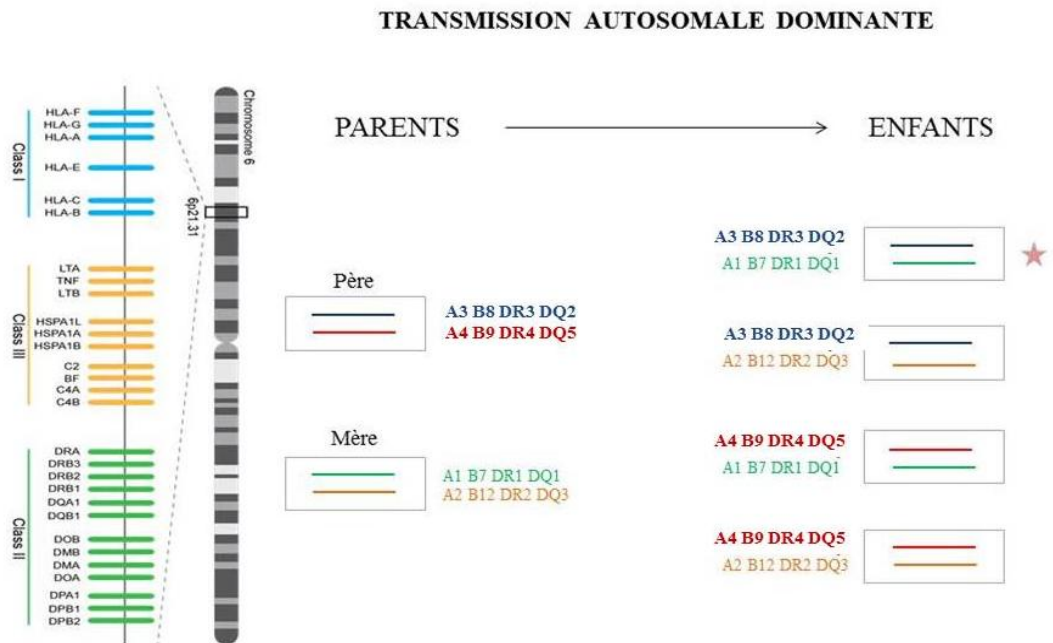 TRANSMISSION AUTOSOMALE DOMINANTE
Class I
HLA-F
HLA-G
HLA-A
HLA-E
HLA-C
HLA-B
Class III
LTA
TNF
LTB
HSPA1L
HSPA1A
HSPA1B
C2
BF
C4A
C4B
Class II
DRA
DRB3
DRB2
DRB1
DQA1
DQB1
DOB
DMB
DMA
DOA
DPA1
DPB1
DPB2
Chromosome 6
6p21.31
PARENTS
Père
A3 B8 DR3 DQ2
A4 B9 DR4 DQ5
Mère
A1 B7 DR1 DQ1
A2 B12 DR2 DQ3
ENFANTS
A3 B8 DR3 DQ2
A1 B7 DR1 DQ1
A3 B8 DR3 DQ2
A2 B12 DR2 DQ3
A4 B9 DR4 DQ5
A1 B7 DR1 DQ1
A4 B9 DR4 DQ5
A2 B12 DR2 DQ3